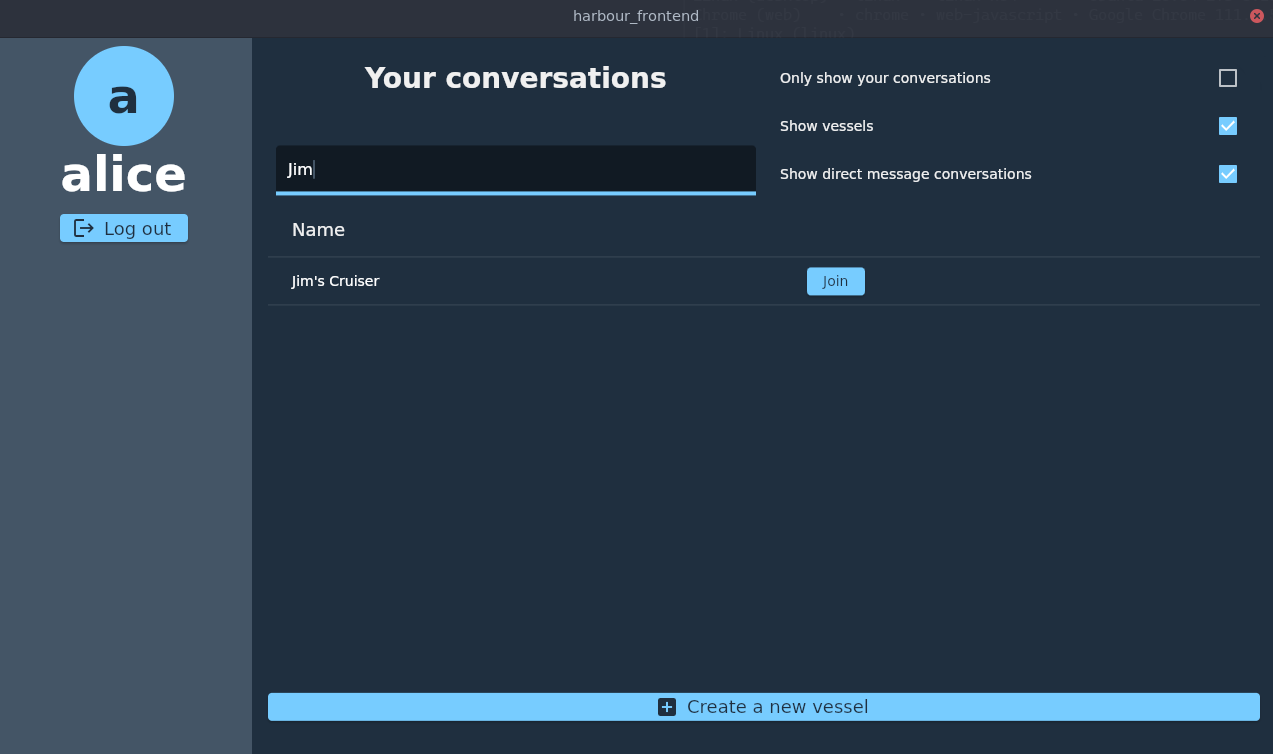 harbour_frontend
a
alice
Log out
Your conversations
Jim
Only show your conversations
Show vessels
Show direct message conversations
Name
Jim's Cruiser
Join
Create a new vessel